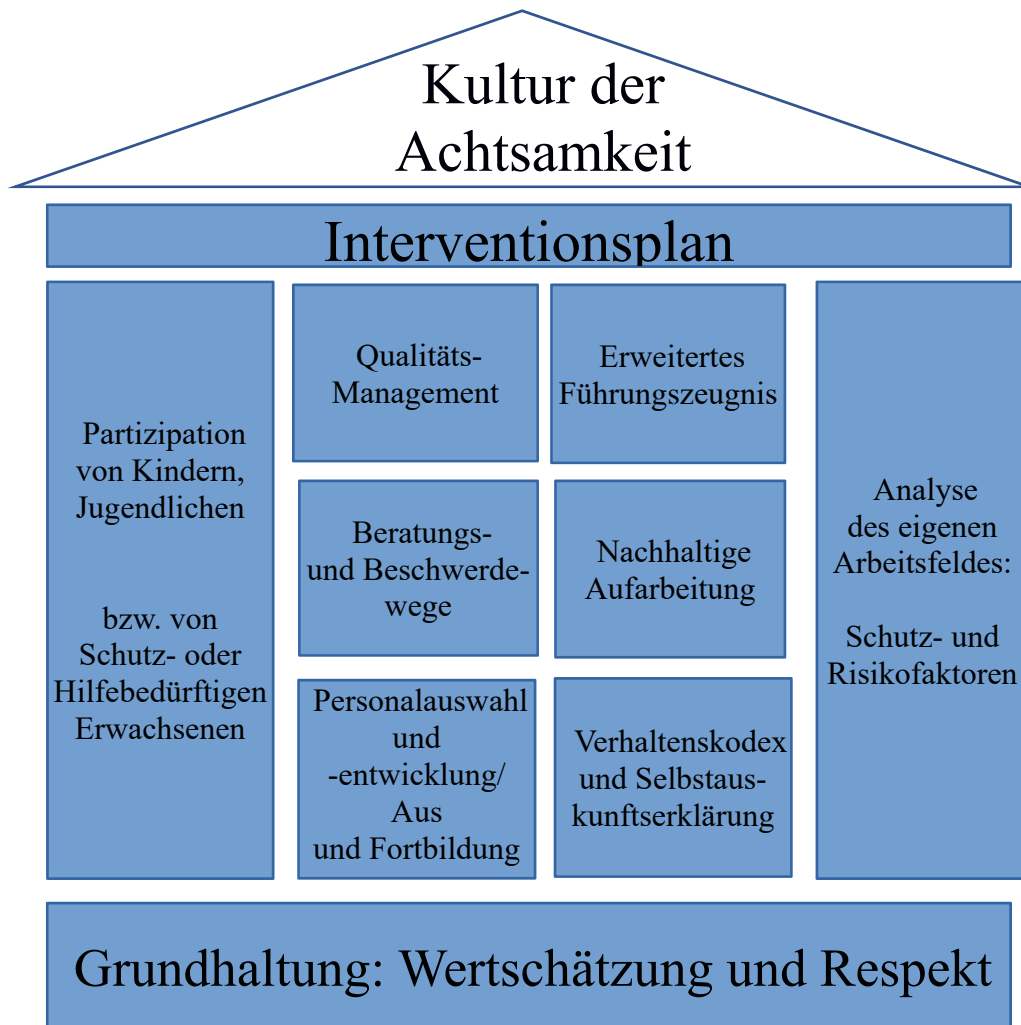 Kultur der
Achtsamkeit
Interventionsplan
Partizipation
von Kindern,
Jugendlichen
bzw. von
Schutz- oder
Hilfebedürftigen
Erwachsenen
Qualitäts-
Management
Erweitertes
Führungszeugnis
Beratungs-
und Beschwerde-
wege
Nachhaltige
Aufarbeitung
Personalauswahl
und
-entwicklung/
Aus
und Fortbildung
Verhaltenskodex
und Selbstaus-
kunftserklärung
Analyse
des eigenen
Arbeitsfeldes:
Schutz- und
Risikofaktoren
Grundhaltung: Wertschätzung und Respekt